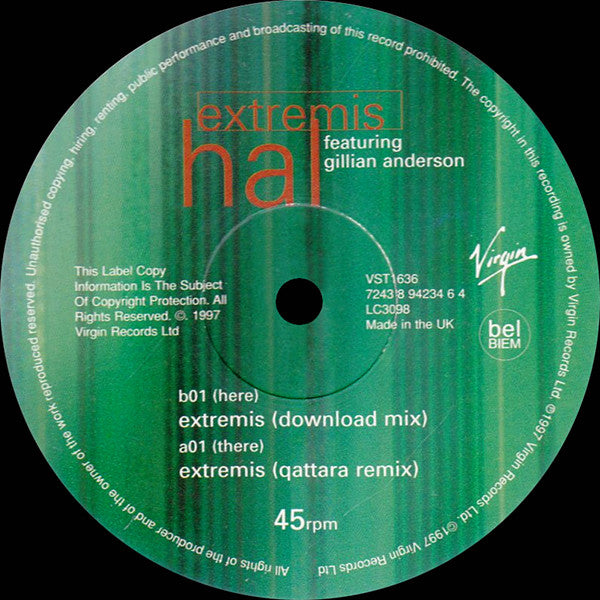 extremis
hal
featuring
gillian anderson
Virgin
This Label Copy
Information Is The Subject
Of Copyright Protection. All
Rights Reserved. ©. 1997
Virgin Records Ltd
VST1636
7243 8 94234 6 4
LC3098
Made in the UK
bel
BIEM
b01 (here)
extremis (download mix)
a01 (there)
extremis (qattara remix)
45rpm
All rights of the producer and of the owner of the work reproduced reserved. Unauthorised copying, hiring, renting, public performance and broadcasting of this record prohibited. The copyright in this recording is owned by Virgin Records Ltd. ℗1997 Virgin Records Ltd. ©1997 Virgin Records Ltd